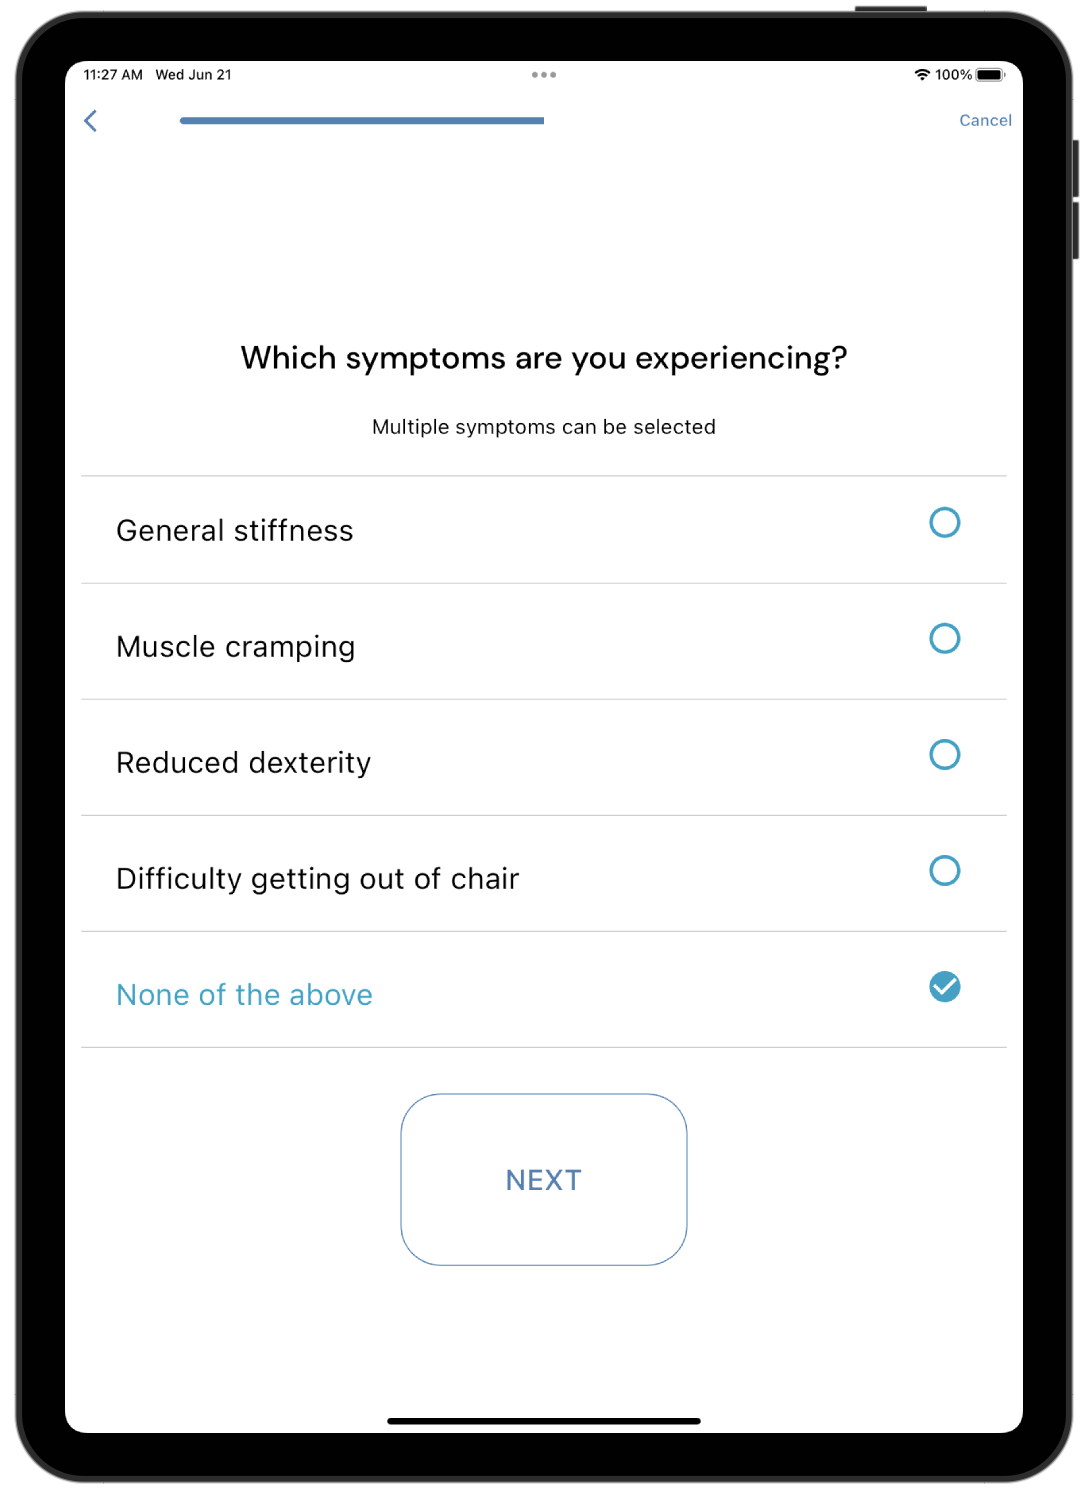 11:27 AM Wed Jun 21
100%
Cancel
Which symptoms are you experiencing?
Multiple symptoms can be selected
General stiffness
Muscle cramping
Reduced dexterity
Difficulty getting out of chair
None of the above
NEXT